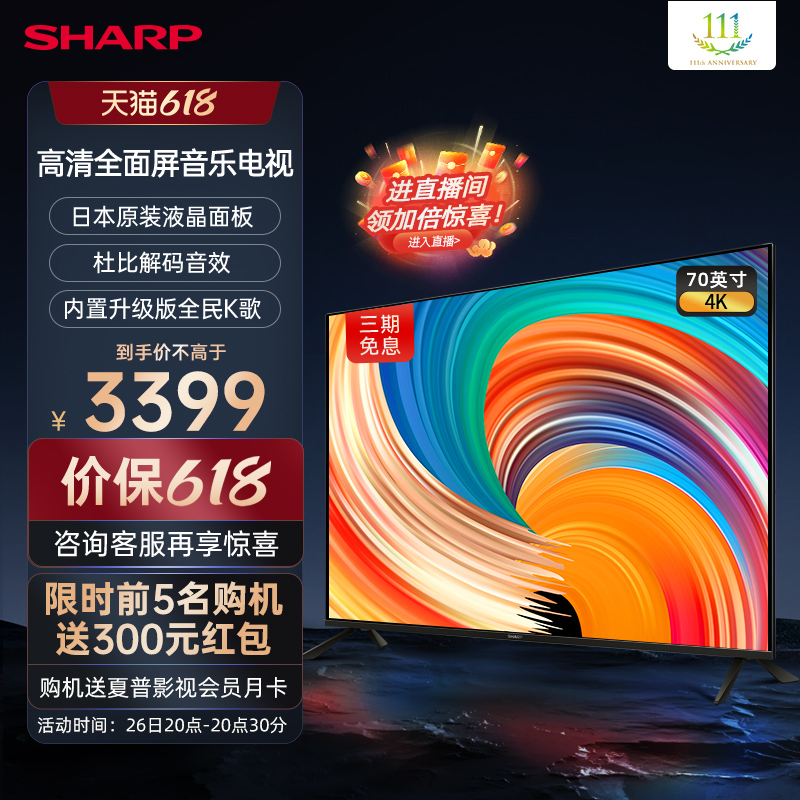 SHARP
111
111th ANNIVERSARY
天猫618
高清全面屏音乐电视
日本原装液晶面板
杜比解码音效
内置升级版全民K歌
到手价不高于
¥ 3399
价保618
咨询客服再享惊喜
限时前5名购机
送300元红包
购机送夏普影视会员月卡
活动时间：26日20点-20点30分
进直播间
领加倍惊喜！
进入直播>
70英寸
4K
三期
免息
SHARP